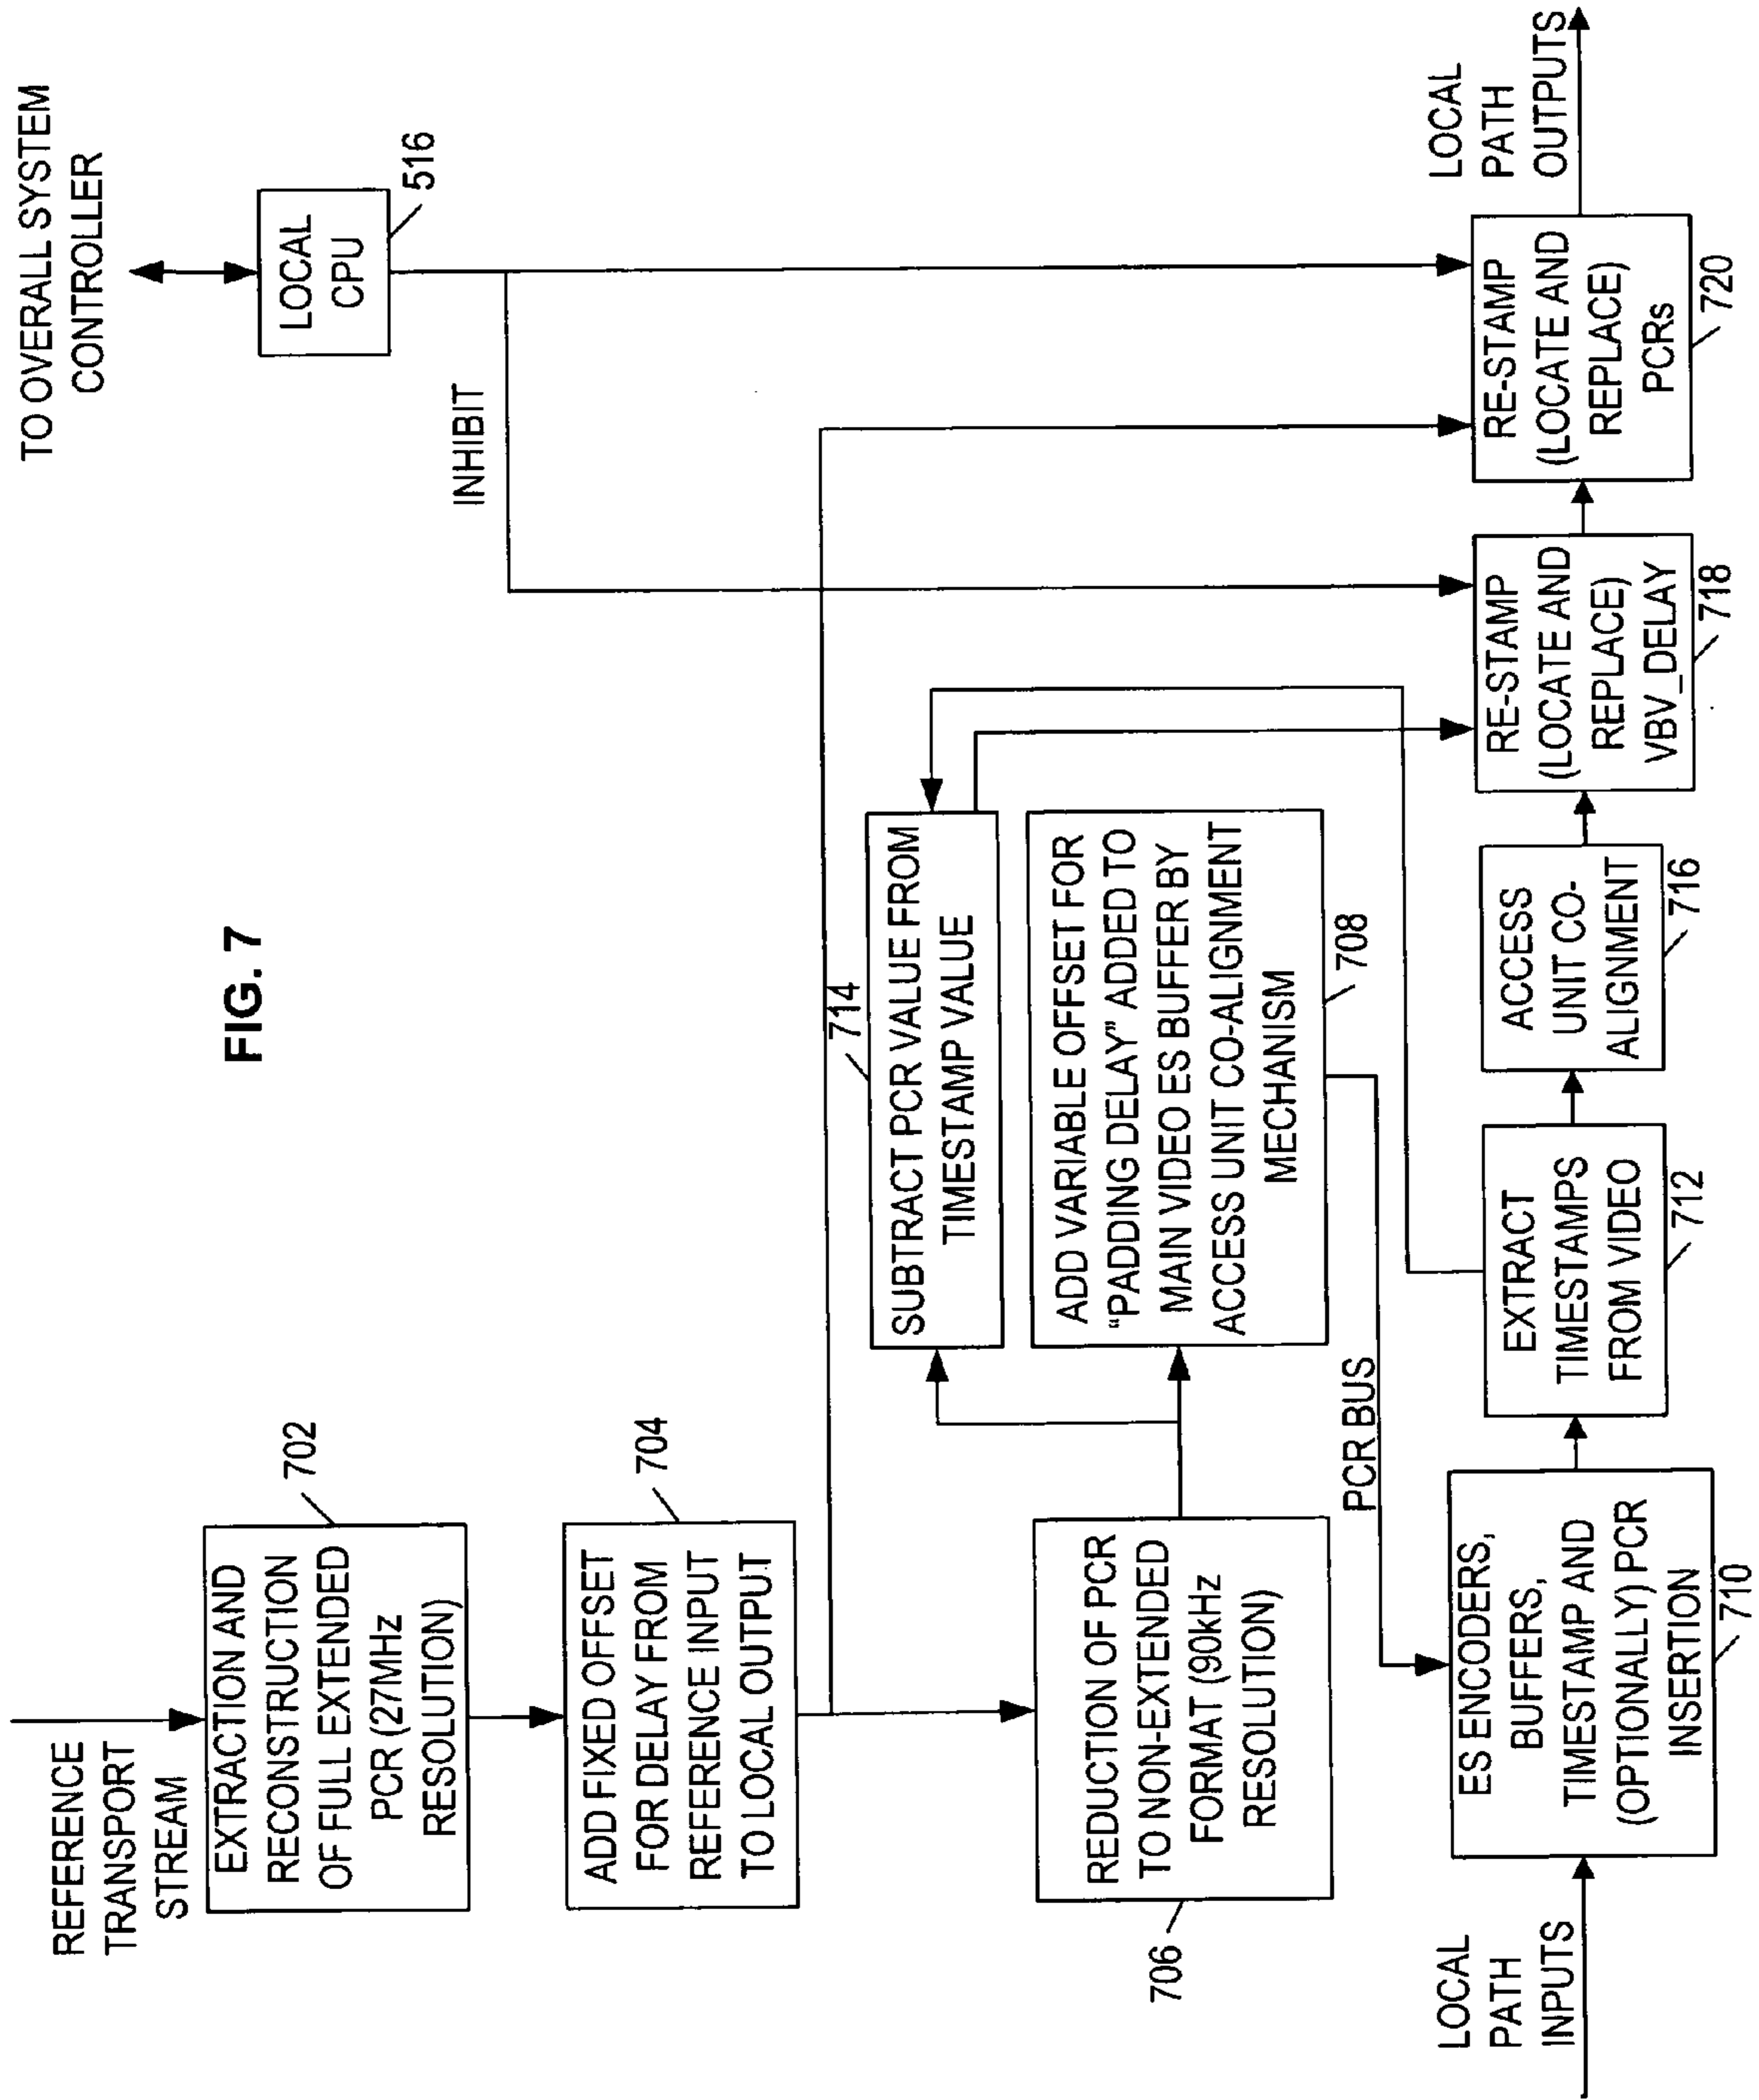 FIG. 7
TO OVERALL SYSTEM
CONTROLLER
LOCAL
CPU
516
INHIBIT
REFERENCE
TRANSPORT
STREAM
EXTRACTION AND
RECONSTRUCTION
OF FULL EXTENDED
PCR (27MHz
RESOLUTION)
702
ADD FIXED OFFSET
FOR DELAY FROM
REFERENCE INPUT
TO LOCAL OUTPUT
704
REDUCTION OF PCR
TO NON-EXTENDED
FORMAT (90kHz
RESOLUTION)
706
714
SUBTRACT PCR VALUE FROM
TIMESTAMP VALUE
ADD VARIABLE OFFSET FOR
“PADDING DELAY” ADDED TO
MAIN VIDEO ES BUFFER BY
ACCESS UNIT CO-ALIGNMENT
MECHANISM
708
PCR BUS
LOCAL
PATH
INPUTS
ES ENCODERS,
BUFFERS,
TIMESTAMP AND
(OPTIONALLY) PCR
INSERTION
710
EXTRACT
TIMESTAMPS
FROM VIDEO
712
ACCESS
UNIT CO-
ALIGNMENT
716
RE-STAMP
(LOCATE AND
REPLACE)
VBV_DELAY
718
RE-STAMP
(LOCATE AND
REPLACE)
PCRs
720
LOCAL
PATH
OUTPUTS